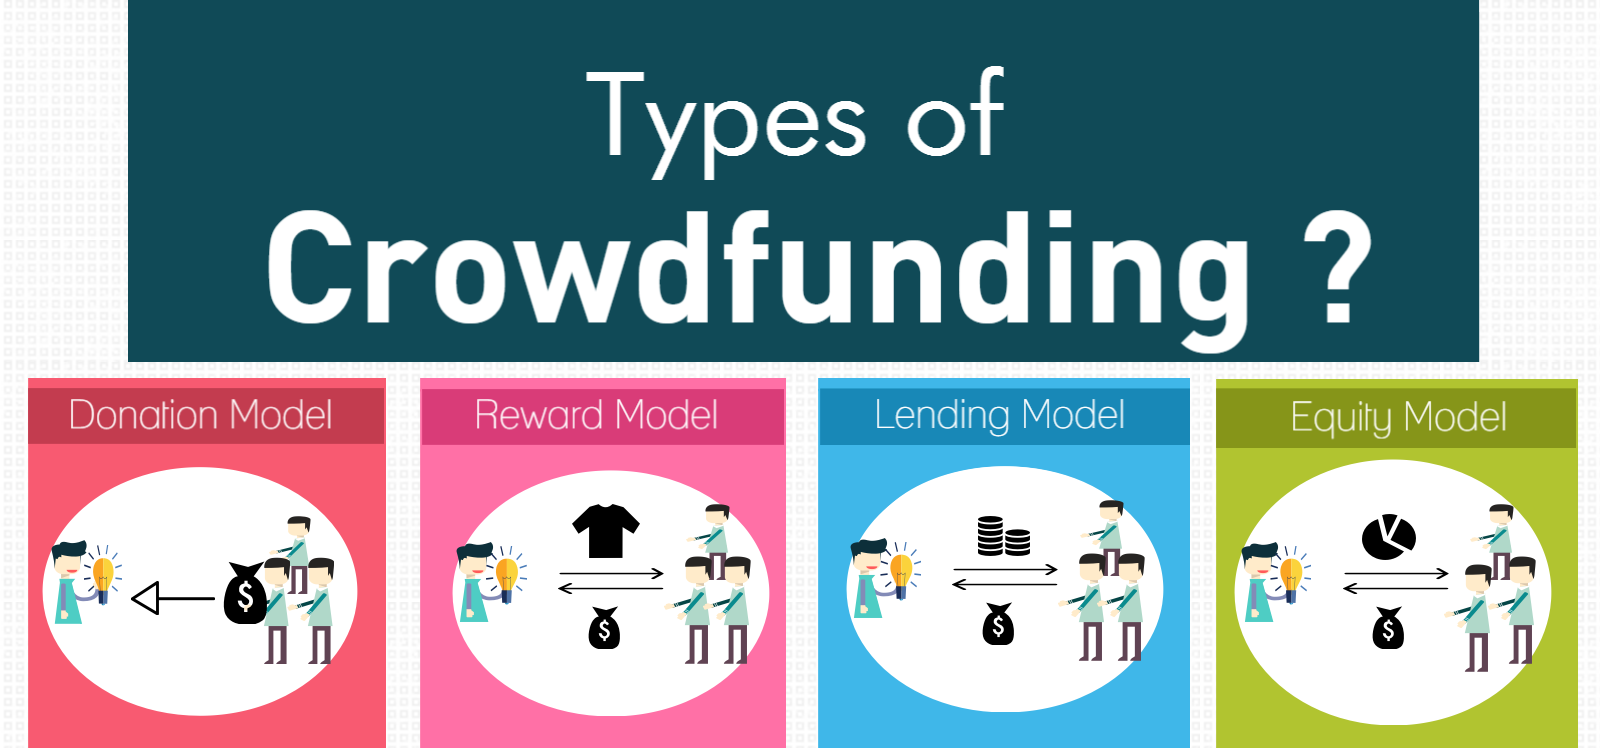 Types of
Crowdfunding ?
Donation Model
Reward Model
Lending Model
Equity Model
$
$
$
$